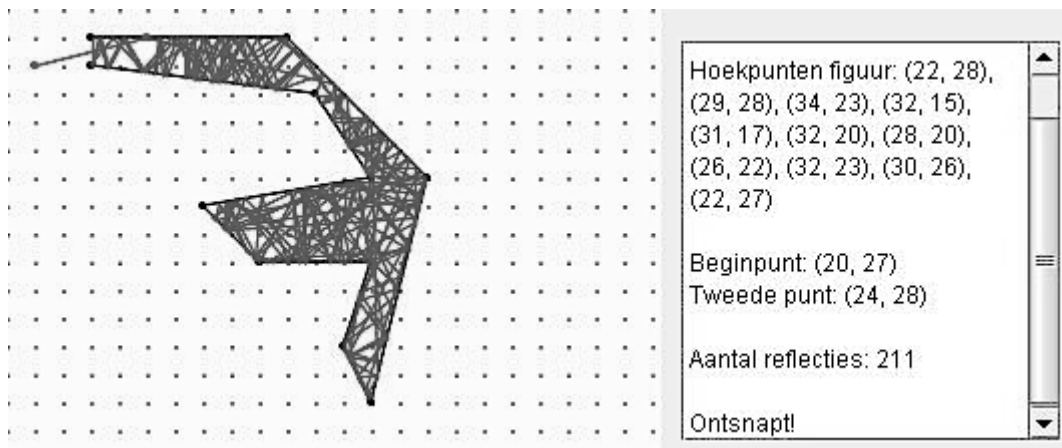 Hoekpunten figuur: (22, 28),
(29, 28), (34, 23), (32, 15),
(31, 17), (32, 20), (28, 20),
(26, 22), (32, 23), (30, 26),
(22, 27)
Beginpunt: (20, 27)
Tweede punt: (24, 28)
Aantal reflecties: 211
Ontsnapt!